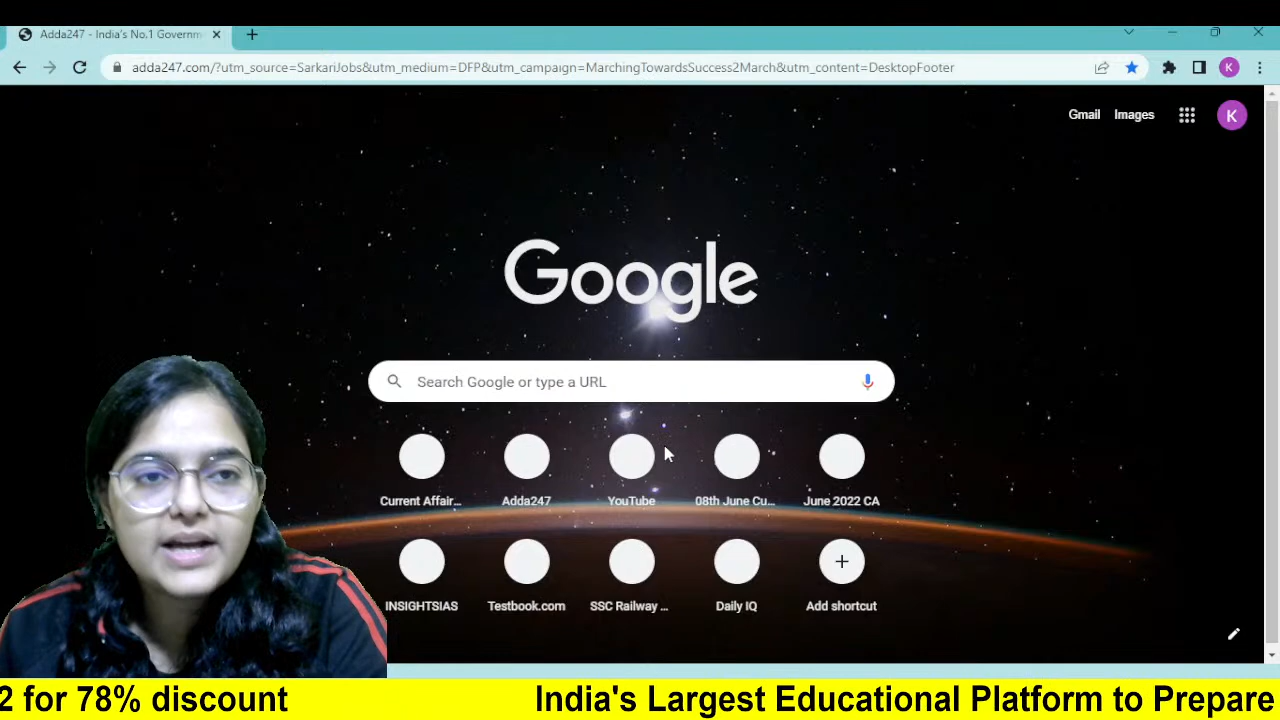 Adda247 - India's No.1 Governm
adda247.com/?utm_source=SarkariJobs&utm_medium=DFP&utm_campaign=MarchingTowardsSuccess2March&utm_content=DesktopFooter
K
Gmail Images
K
Google
Search Google or type a URL
Current Affair... Adda247 YouTube 08th June Cu... June 2022 CA
INSIGHTSIAS Testbook.com SSC Railway ... Daily IQ Add shortcut
2 for 78% discount India's Largest Educational Platform to Prepare